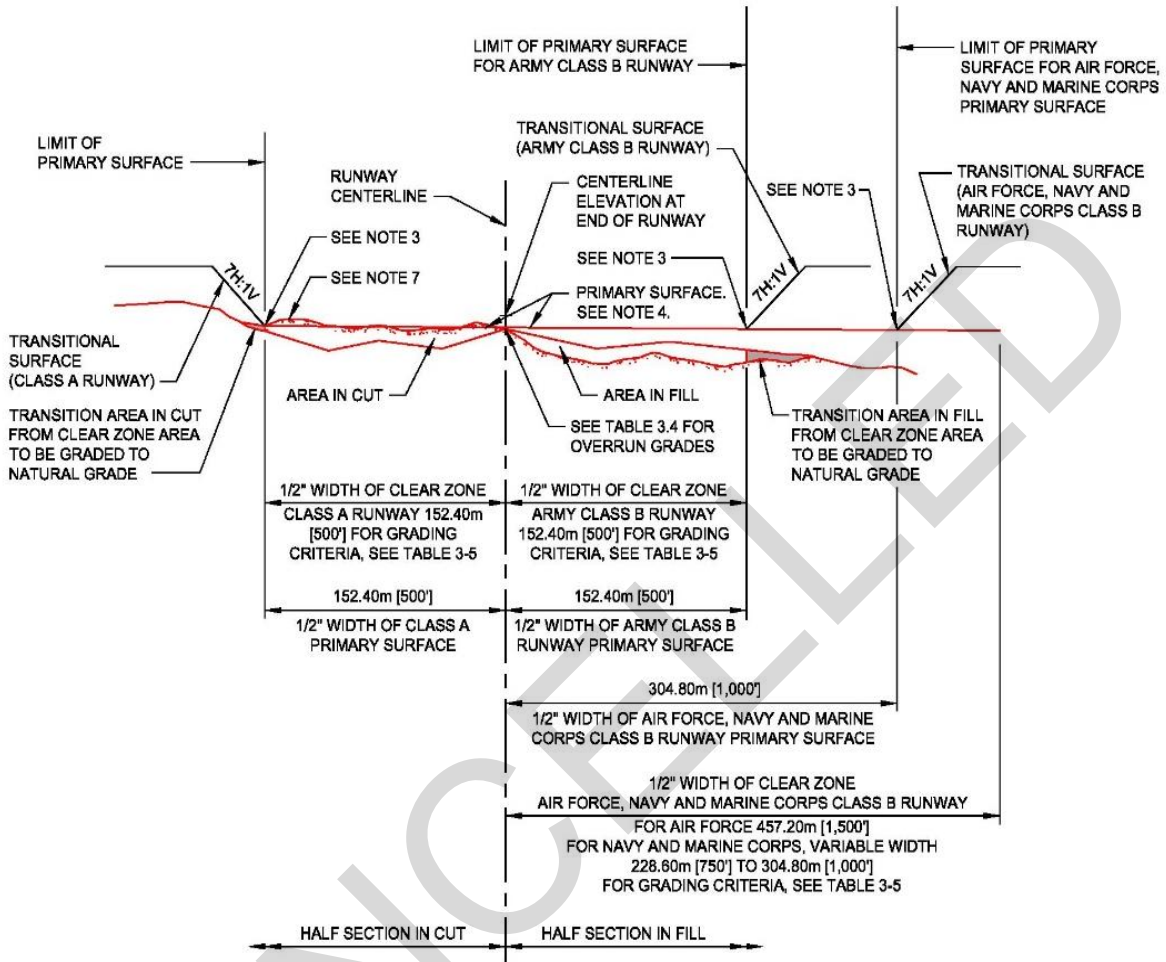 LIMIT OF PRIMARY SURFACE
FOR ARMY CLASS B RUNWAY
LIMIT OF PRIMARY
SURFACE FOR AIR FORCE,
NAVY AND MARINE CORPS
PRIMARY SURFACE
LIMIT OF
PRIMARY SURFACE
TRANSITIONAL SURFACE
(ARMY CLASS B RUNWAY)
RUNWAY
CENTERLINE
CENTERLINE
ELEVATION AT
END OF RUNWAY
SEE NOTE 3
TRANSITIONAL SURFACE
(AIR FORCE, NAVY AND
MARINE CORPS CLASS B
RUNWAY)
SEE NOTE 3
SEE NOTE 7
SEE NOTE 3
7H:1V
7H:1V
7H:1V
PRIMARY SURFACE.
SEE NOTE 4.
TRANSITIONAL
SURFACE
(CLASS A RUNWAY)
AREA IN CUT
AREA IN FILL
TRANSITION AREA IN CUT
FROM CLEAR ZONE AREA
TO BE GRADED TO
NATURAL GRADE
SEE TABLE 3.4 FOR
OVERRUN GRADES
TRANSITION AREA IN FILL
FROM CLEAR ZONE AREA
TO BE GRADED TO
NATURAL GRADE
1/2" WIDTH OF CLEAR ZONE
CLASS A RUNWAY 152.40m
[500'] FOR GRADING
CRITERIA, SEE TABLE 3-5
1/2" WIDTH OF CLEAR ZONE
ARMY CLASS B RUNWAY
152.40m [500'] FOR GRADING
CRITERIA, SEE TABLE 3-5
152.40m [500']
1/2" WIDTH OF CLASS A
PRIMARY SURFACE
152.40m [500']
1/2" WIDTH OF ARMY CLASS B
RUNWAY PRIMARY SURFACE
304.80m [1,000']
1/2" WIDTH OF AIR FORCE, NAVY AND MARINE
CORPS CLASS B RUNWAY PRIMARY SURFACE
1/2" WIDTH OF CLEAR ZONE
AIR FORCE, NAVY AND MARINE CORPS CLASS B RUNWAY
FOR AIR FORCE 457.20m [1,500']
FOR NAVY AND MARINE CORPS, VARIABLE WIDTH
228.60m [750'] TO 304.80m [1,000']
FOR GRADING CRITERIA, SEE TABLE 3-5
HALF SECTION IN CUT
HALF SECTION IN FILL
NCELLED